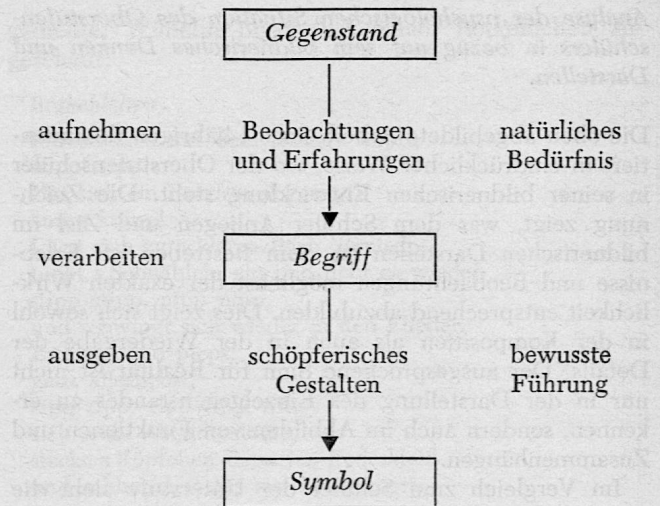 Gegenstand
aufnehmen Beobachtungen natürliches
und Erfahrungen Bedürfnis
verarbeiten Begriff
ausgeben schöpferisches bewusste
Gestalten Führung
Symbol